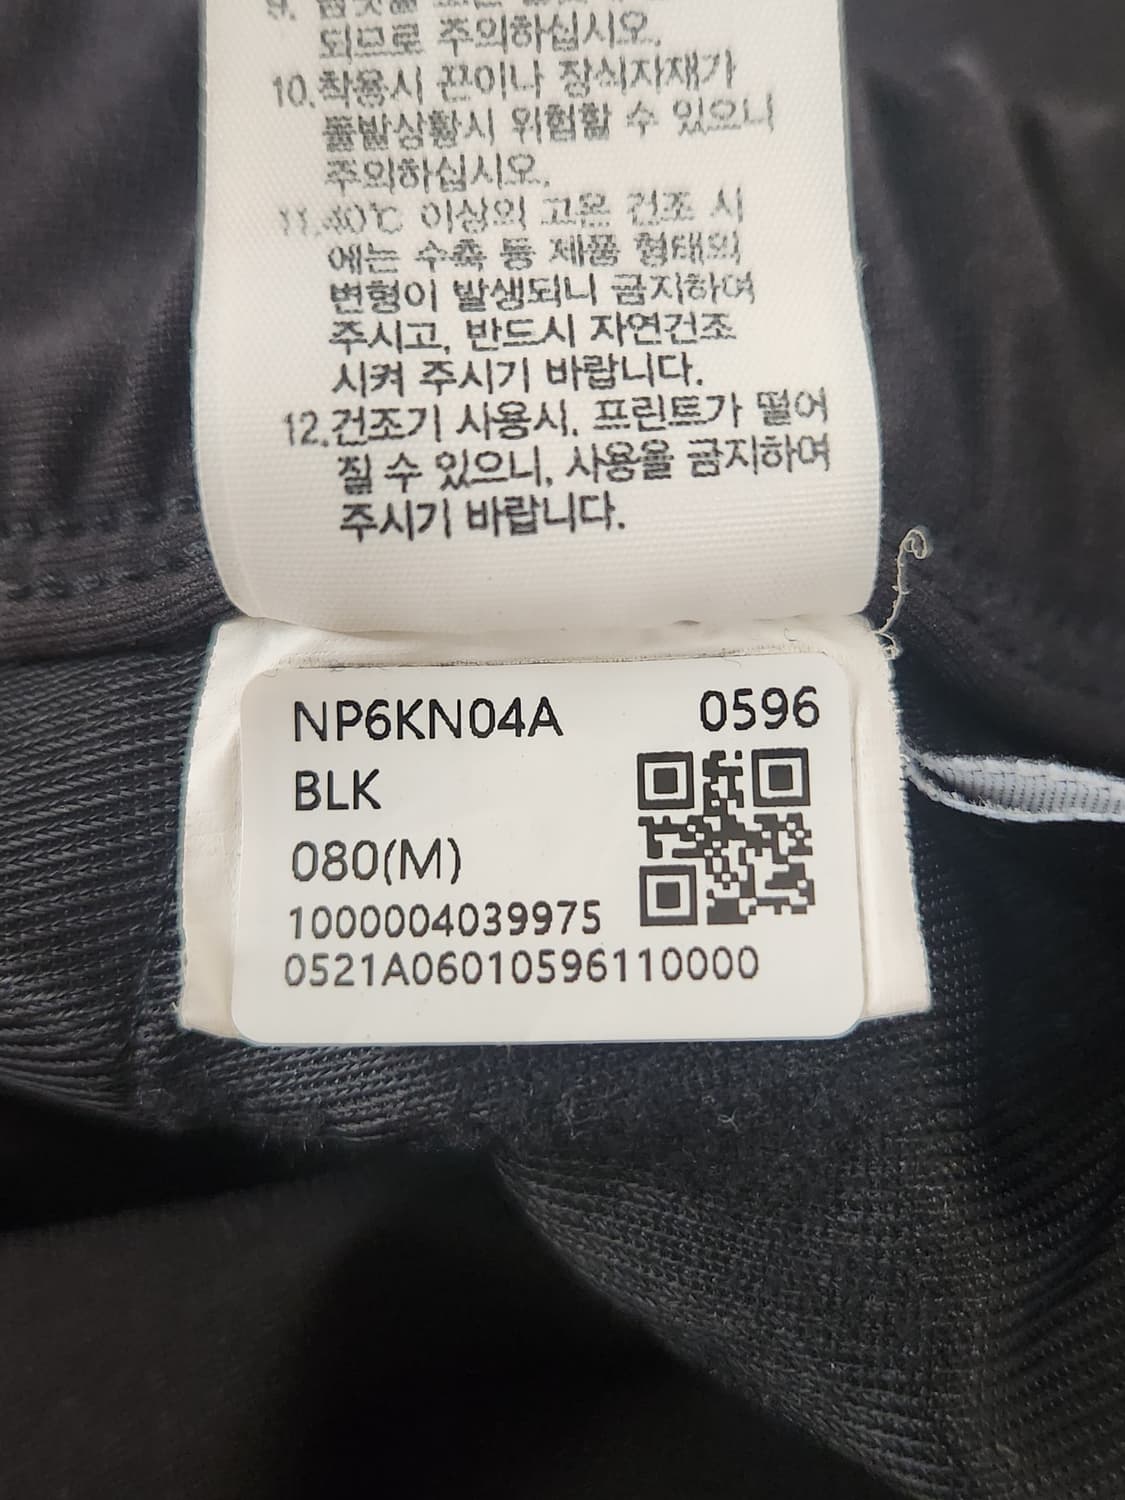 되므로 주의하십시오.
10.착용시 끈이나 장식자재가
돌발상황시 위험할 수 있으니
주의하십시오.
11.40℃ 이상의 고온 건조 시
에는 수축 등 제품 형태의
변형이 발생되니 금지하여
주시고, 반드시 자연건조
시켜 주시기 바랍니다.
12.건조기 사용시, 프린트가 떨어
질 수 있으니, 사용을 금지하여
주시기 바랍니다.
NP6KN04A 0596
BLK
080(M)
1000004039975
0521A06010596110000